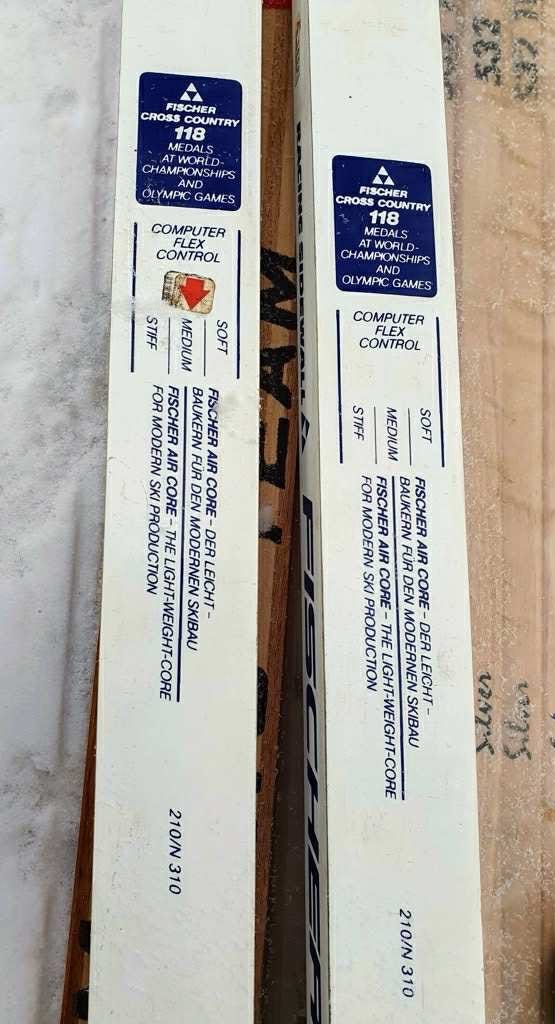 FISCHER
CROSS COUNTRY
118
MEDALS
AT WORLD-
CHAMPIONSHIPS
AND
OLYMPIC GAMES
COMPUTER
FLEX
CONTROL
SOFT
MEDIUM
STIFF
FISCHER AIR CORE – DER LEICHT –
BAUKERN FÜR DEN MODERNEN SKIBAU
FISCHER AIR CORE – THE LIGHT-WEIGHT-CORE
FOR MODERN SKI PRODUCTION
210/N 310
RACING SIDEWALL
FISCHER
FISCHER
CROSS COUNTRY
118
MEDALS
AT WORLD-
CHAMPIONSHIPS
AND
OLYMPIC GAMES
COMPUTER
FLEX
CONTROL
SOFT
MEDIUM
STIFF
FISCHER AIR CORE – DER LEICHT –
BAUKERN FÜR DEN MODERNEN SKIBAU
FISCHER AIR CORE – THE LIGHT-WEIGHT-CORE
FOR MODERN SKI PRODUCTION
210/N 310